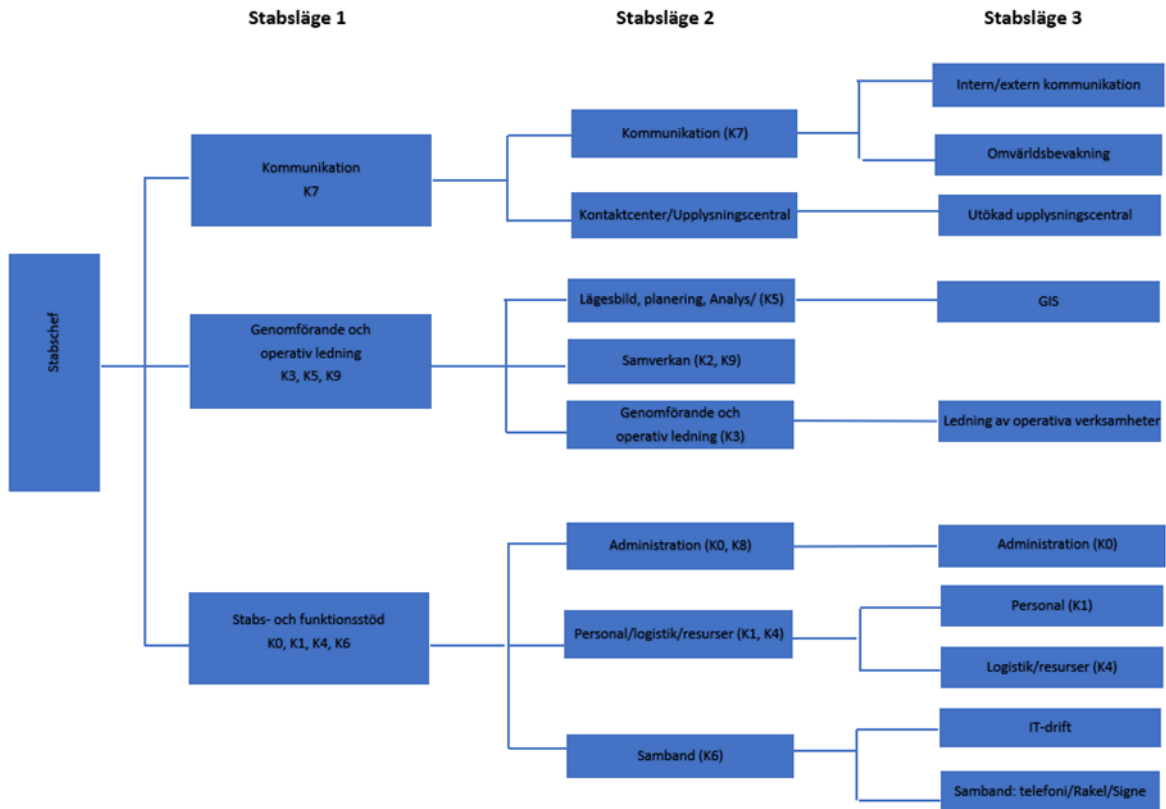 Stabsläge 1
Stabsläge 2
Stabsläge 3
Stabschef
Kommunikation
K7
Genomförande och
operativ ledning
K3, K5, K9
Stabs- och funktionsstöd
K0, K1, K4, K6
Kommunikation (K7)
Kontaktcenter/Upplysningscentral
Lägesbild, planering, Analys/ (K5)
Samverkan (K2, K9)
Genomförande och
operativ ledning (K3)
Administration (K0, K8)
Personal/logistik/resurser (K1, K4)
Samband (K6)
Intern/extern kommunikation
Omvärldsbevakning
Utökad upplysningscentral
GIS
Ledning av operativa verksamheter
Administration (K0)
Personal (K1)
Logistik/resurser (K4)
IT-drift
Samband: telefoni/Rakel/Signe